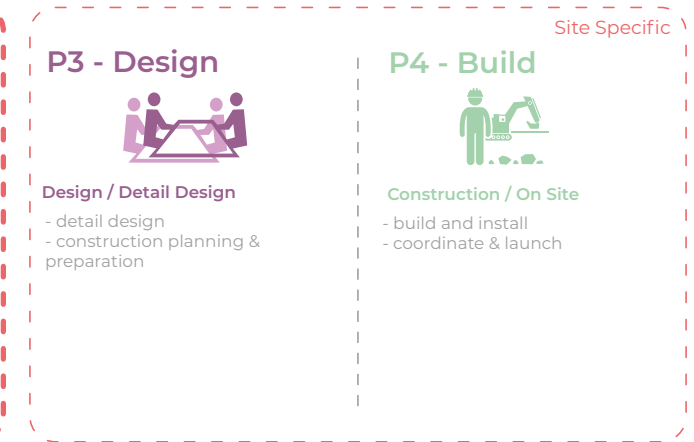 Site Specific
P3 - Design
Design / Detail Design
- detail design
- construction planning &
preparation
P4 - Build
Construction / On Site
- build and install
- coordinate & launch